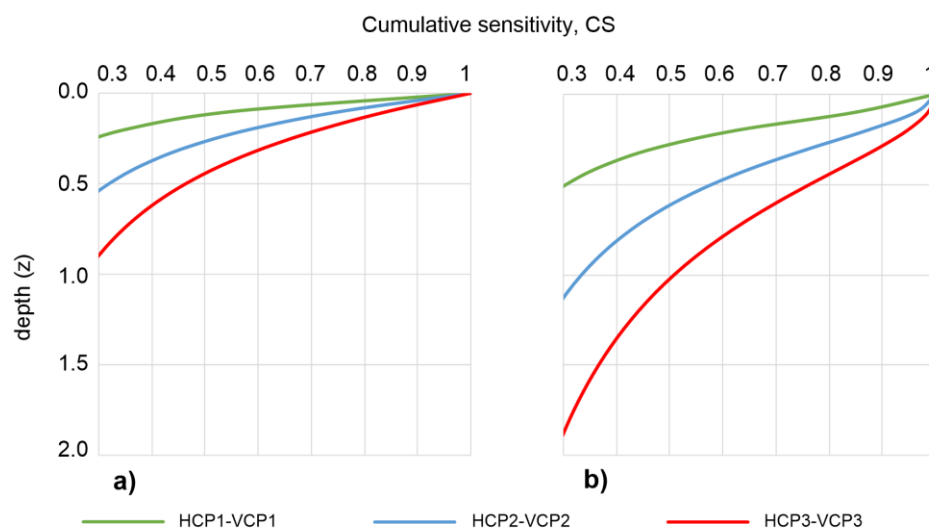 Cumulative sensitivity, CS
0.3 0.4 0.5 0.6 0.7 0.8 0.9 1
0.3 0.4 0.5 0.6 0.7 0.8 0.9 1
0.0
0.5
1.0
1.5
2.0
depth (z)
a)
b)
HCP1-VCP1
HCP2-VCP2
HCP3-VCP3